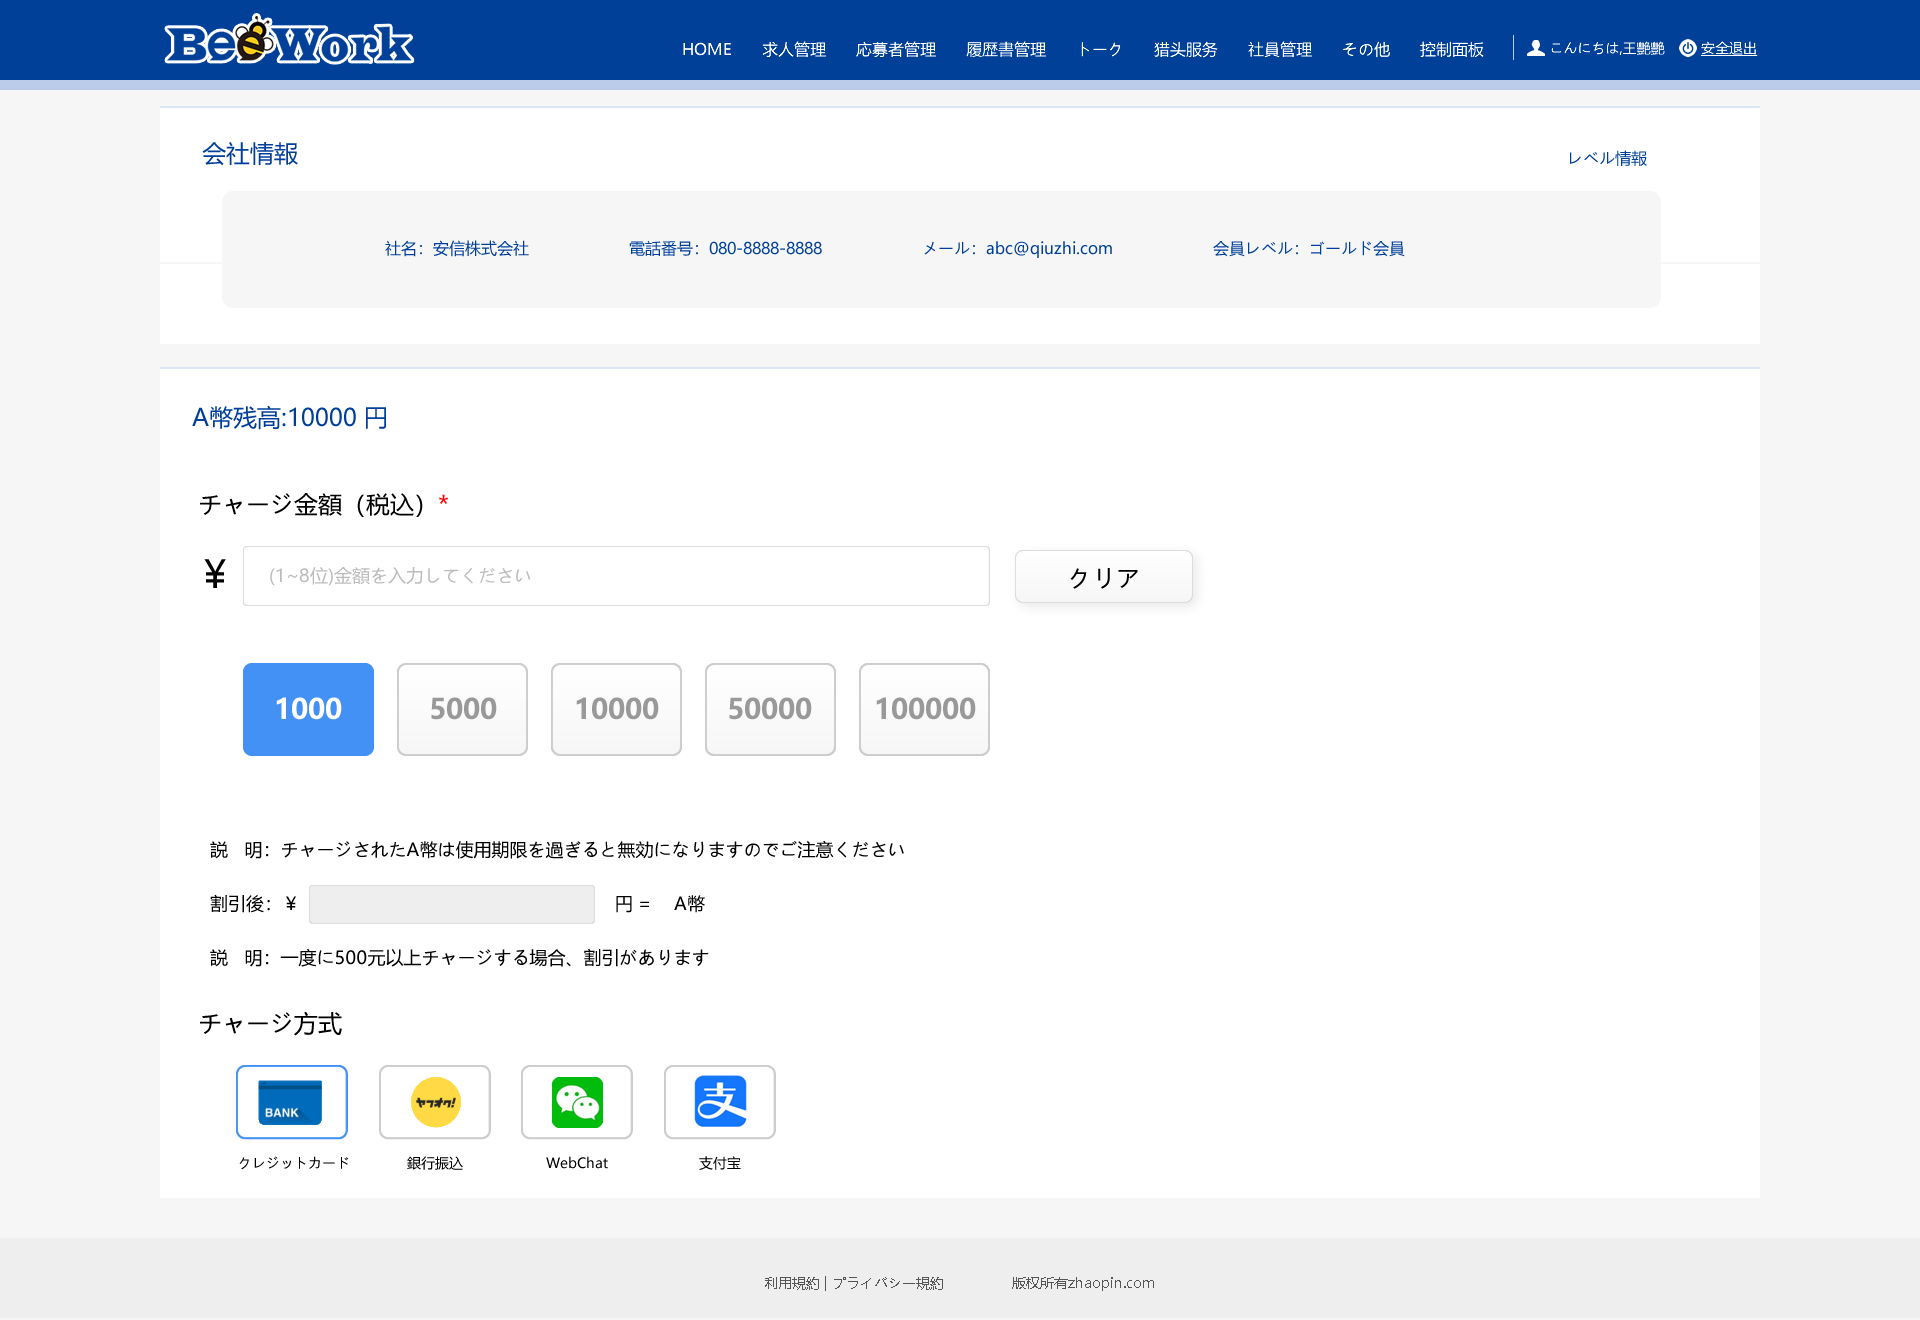 BeeWork
HOME 求人管理 応募者管理 履歴書管理 トーク 猎头服务 社員管理 その他 控制面板 こんにちは,王艷艷 安全退出
会社情報
レベル情報
社名：安信株式会社 電話番号：080-8888-8888 メール：abc@qiuzhi.com 会員レベル：ゴールド会員
A幣残高:10000 円
チャージ金額（税込）*
¥ (1~8位)金額を入力してください クリア
1000 5000 10000 50000 100000
説 明：チャージされたA幣は使用期限を過ぎると無効になりますのでご注意ください
割引後：¥ 円 = A幣
説 明：一度に500元以上チャージする場合、割引があります
チャージ方式
BANK ヤフオク! 支
クレジットカード 銀行振込 WebChat 支付宝
利用規約 | プライバシー規約 版权所有zhaopin.com